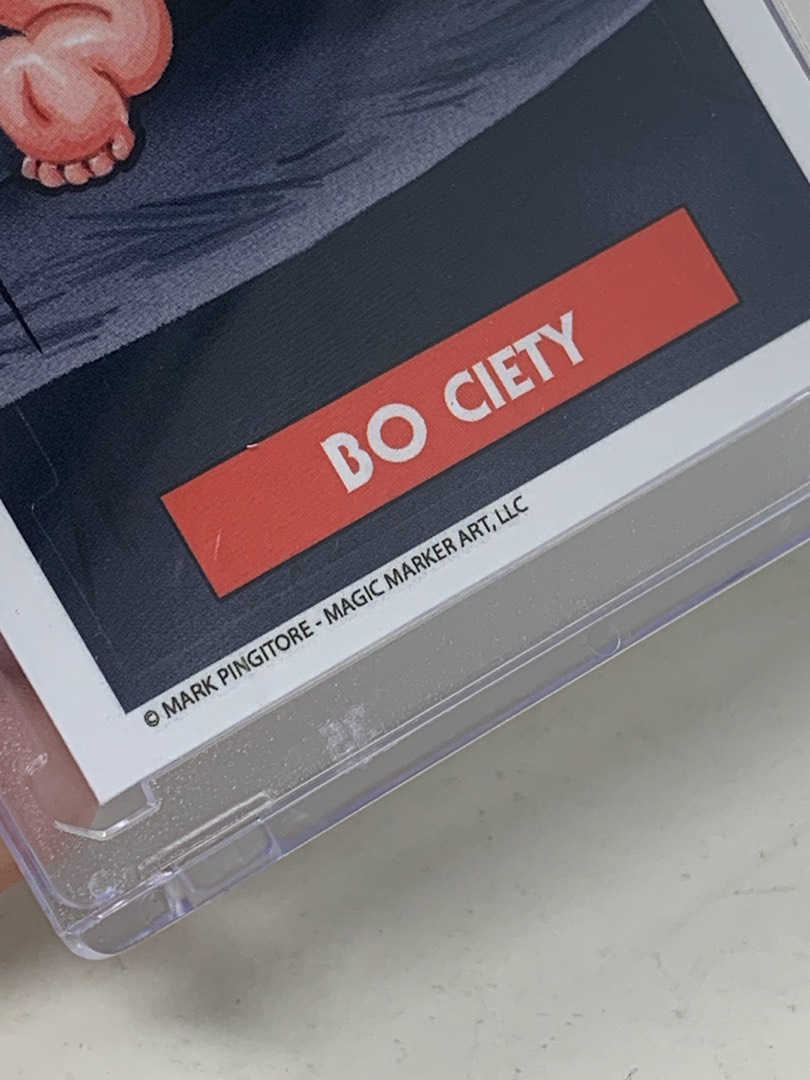 BO CIETY
© MARK PINGITORE - MAGIC MARKER ART, LLC